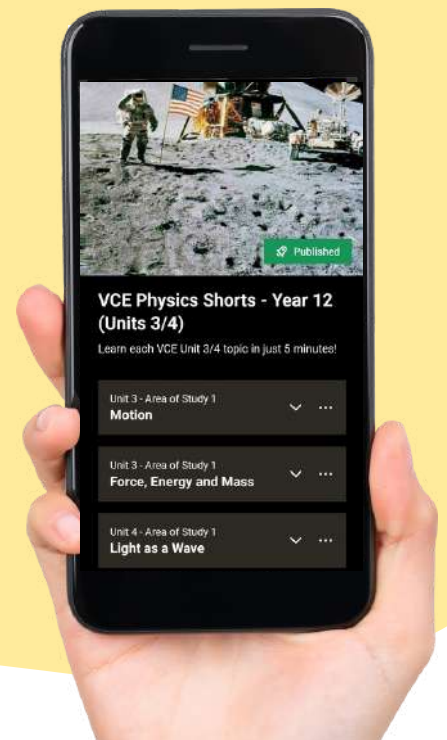 Published
VCE Physics Shorts - Year 12
(Units 3/4)
Learn each VCE Unit 3/4 topic in just 5 minutes!
Unit 3 - Area of Study 1
Motion
Unit 3 - Area of Study 1
Force, Energy and Mass
Unit 4 - Area of Study 1
Light as a Wave